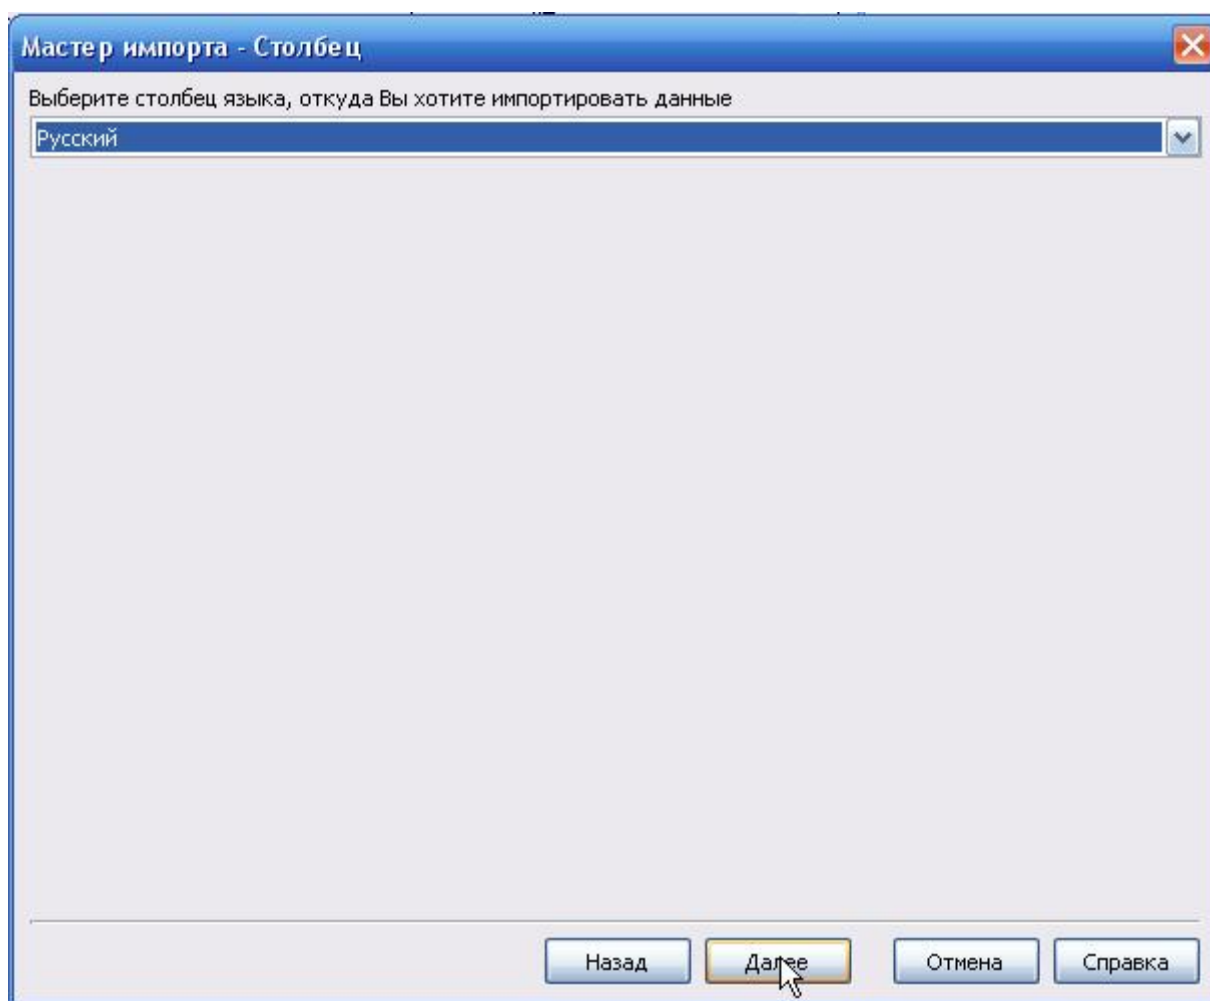 Мастер импорта - Столбец
Выберите столбец языка, откуда Вы хотите импортировать данные
Русский
Назад Далее Отмена Справка